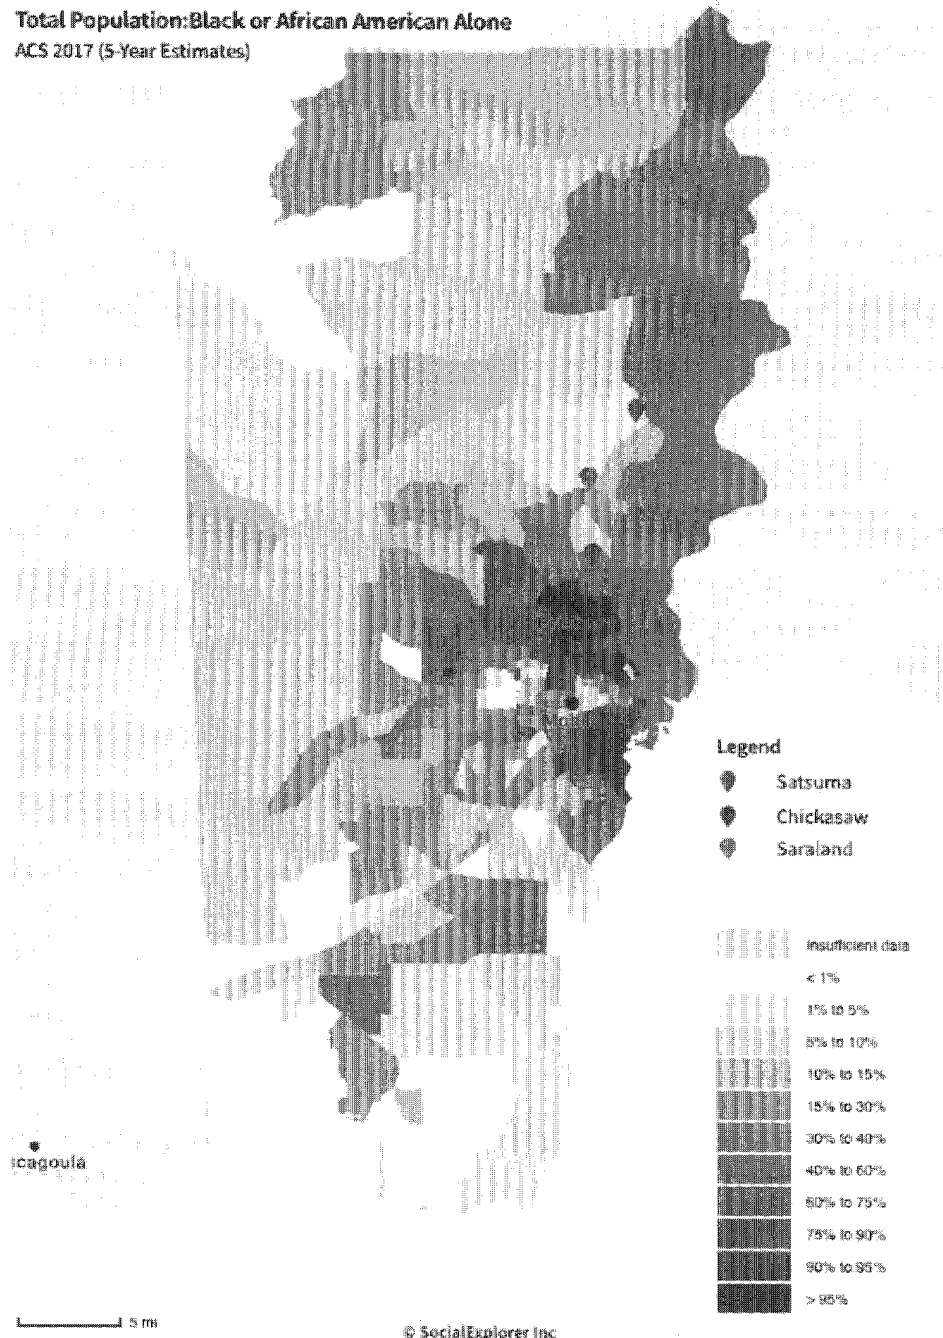 Total Population:Black or African American Alone
ACS 2017 (5-Year Estimates)
Legend
Satsuma
Chickasaw
Saraland
Insufficient data
< 1%
1% to 5%
5% to 10%
10% to 15%
15% to 30%
30% to 40%
40% to 60%
60% to 75%
75% to 90%
90% to 95%
> 95%
icagoula
5 mi
© SocialExplorer Inc